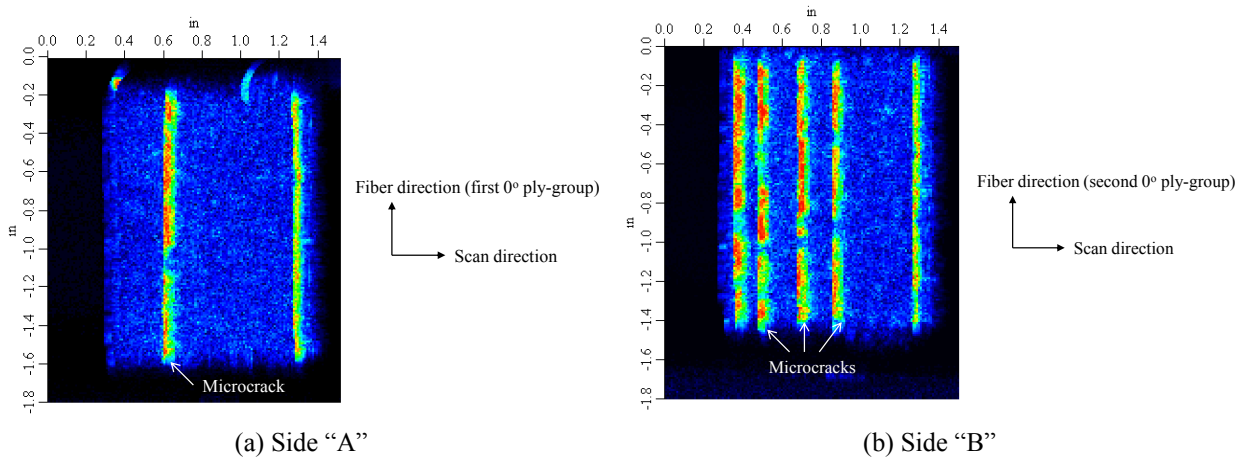 in
0.0 0.2 0.4 0.6 0.8 1.0 1.2 1.4
in
0.0
-0.2
-0.4
-0.6
-0.8
-1.0
-1.2
-1.4
-1.6
-1.8
Microcrack
Fiber direction (first 0º ply-group)
Scan direction
(a) Side “A”
in
0.0 0.2 0.4 0.6 0.8 1.0 1.2 1.4
in
0.0
-0.2
-0.4
-0.6
-0.8
-1.0
-1.2
-1.4
-1.6
-1.8
Microcracks
Fiber direction (second 0º ply-group)
Scan direction
(b) Side “B”